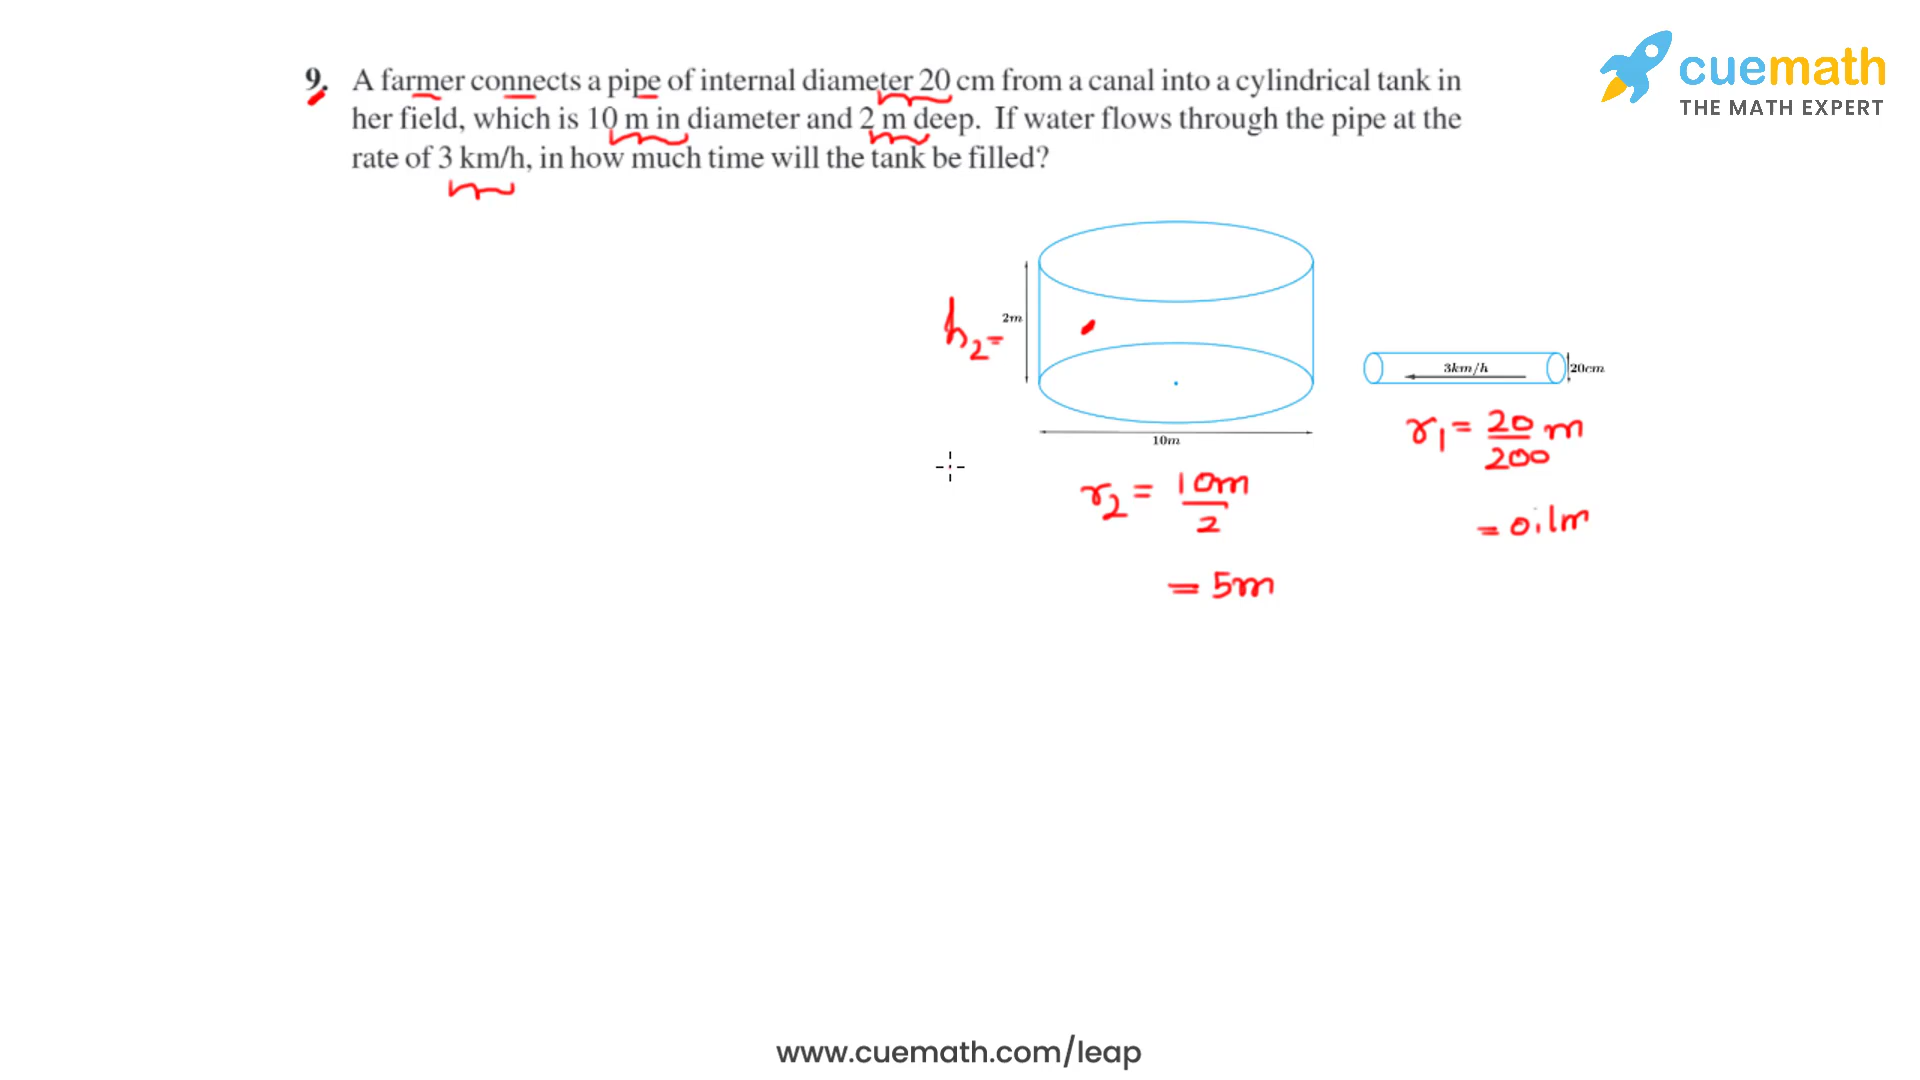 cuemath
THE MATH EXPERT
9. A farmer connects a pipe of internal diameter 20 cm from a canal into a cylindrical tank in
her field, which is 10 m in diameter and 2 m deep. If water flows through the pipe at the
rate of 3 km/h, in how much time will the tank be filled?
h2= 2m
3km/h 20cm
10m
r1 = 20/200 m
= 0.1m
r2 = 10m/2
= 5m
www.cuemath.com/leap